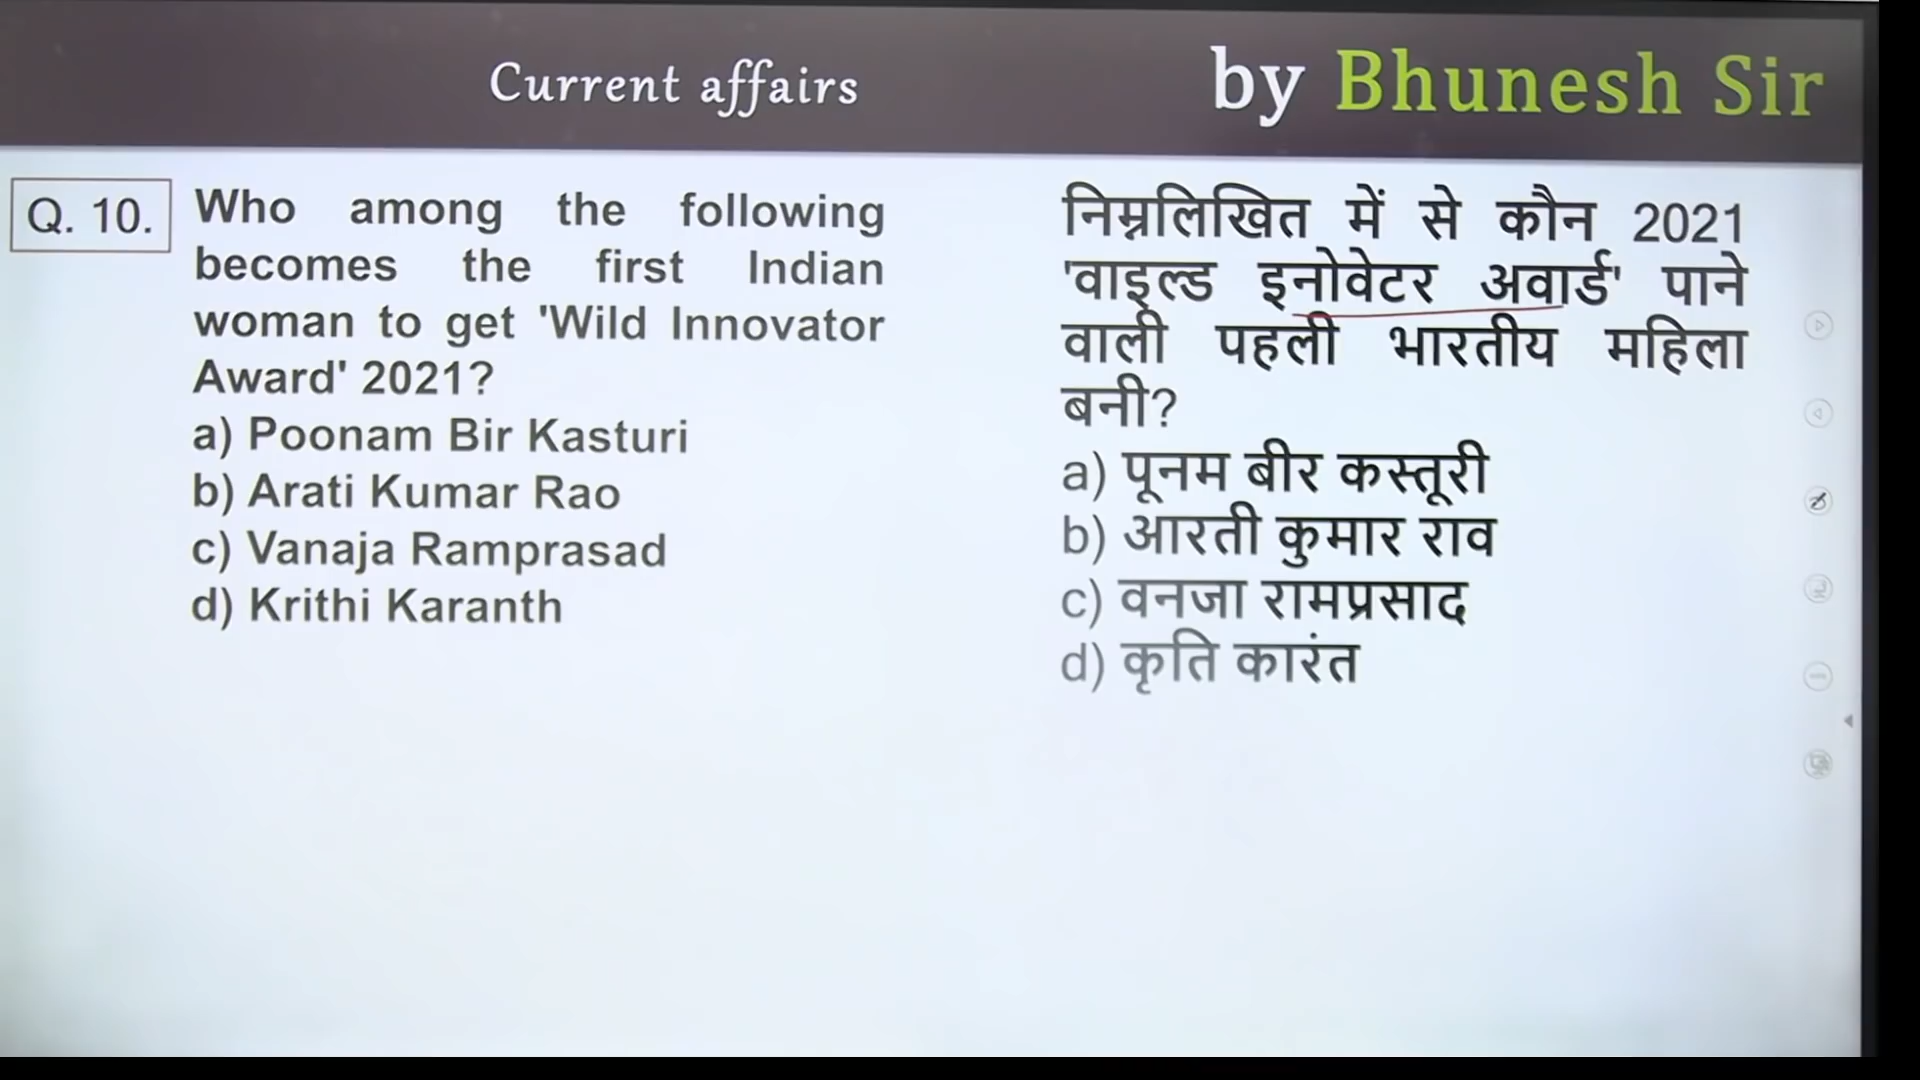 Current affairs
by Bhunesh Sir
Q. 10.
Who among the following
becomes the first Indian
woman to get 'Wild Innovator
Award' 2021?
a) Poonam Bir Kasturi
b) Arati Kumar Rao
c) Vanaja Ramprasad
d) Krithi Karanth
निम्नलिखित में से कौन 2021
'वाइल्ड इनोवेटर अवार्ड' पाने
वाली पहली भारतीय महिला
बनी?
a) पूनम बीर कस्तूरी
b) आरती कुमार राव
c) वनजा रामप्रसाद
d) कृति कारंत